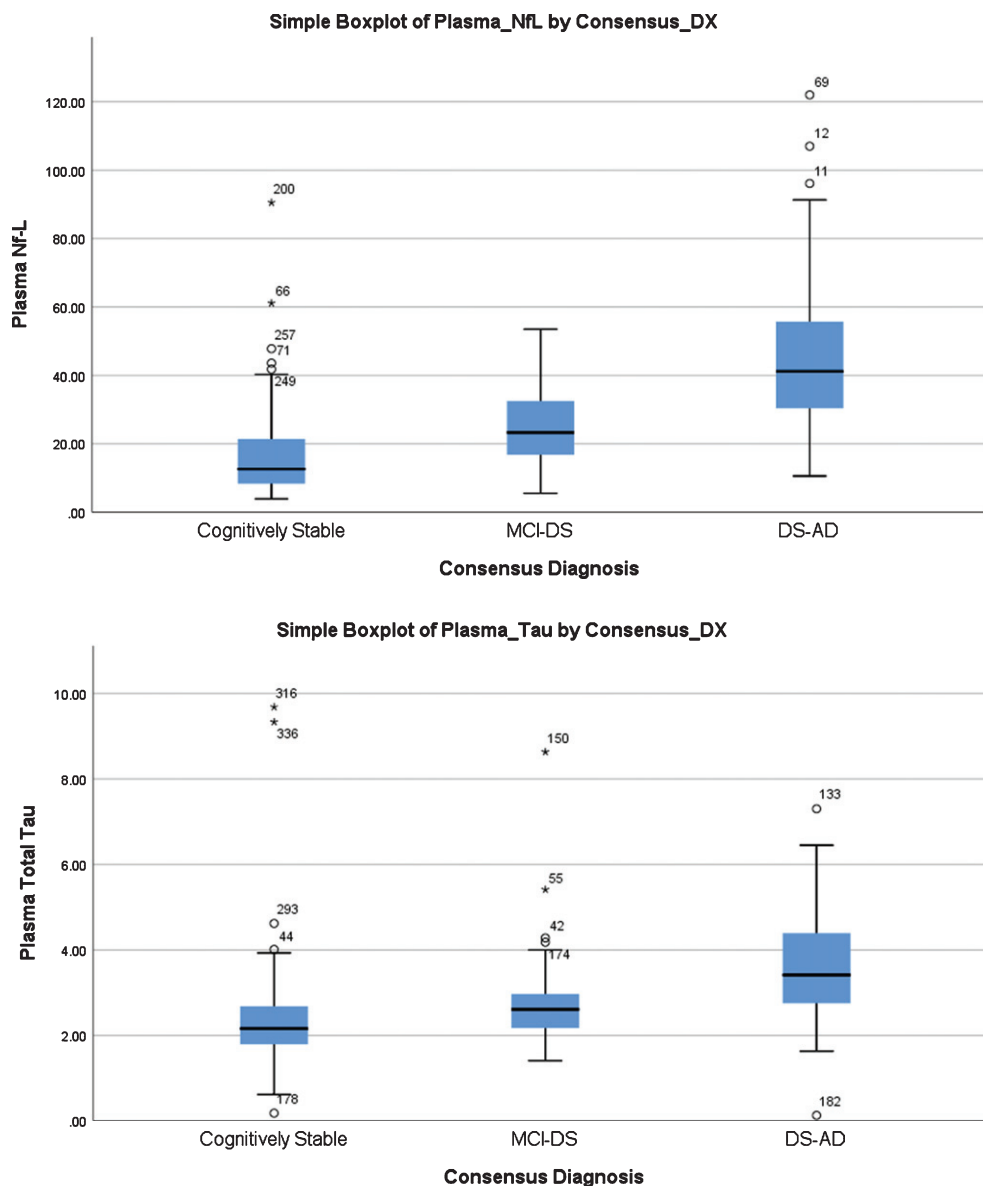 Simple Boxplot of Plasma_NfL by Consensus_DX
Plasma Nf-L
120.00
100.00
80.00
60.00
40.00
20.00
.00
200
66
257
71
249
69
12
11
Cognitively Stable
MCI-DS
DS-AD
Consensus Diagnosis
Simple Boxplot of Plasma_Tau by Consensus_DX
Plasma Total Tau
10.00
8.00
6.00
4.00
2.00
.00
316
336
293
44
178
150
55
42
174
133
182
Cognitively Stable
MCI-DS
DS-AD
Consensus Diagnosis